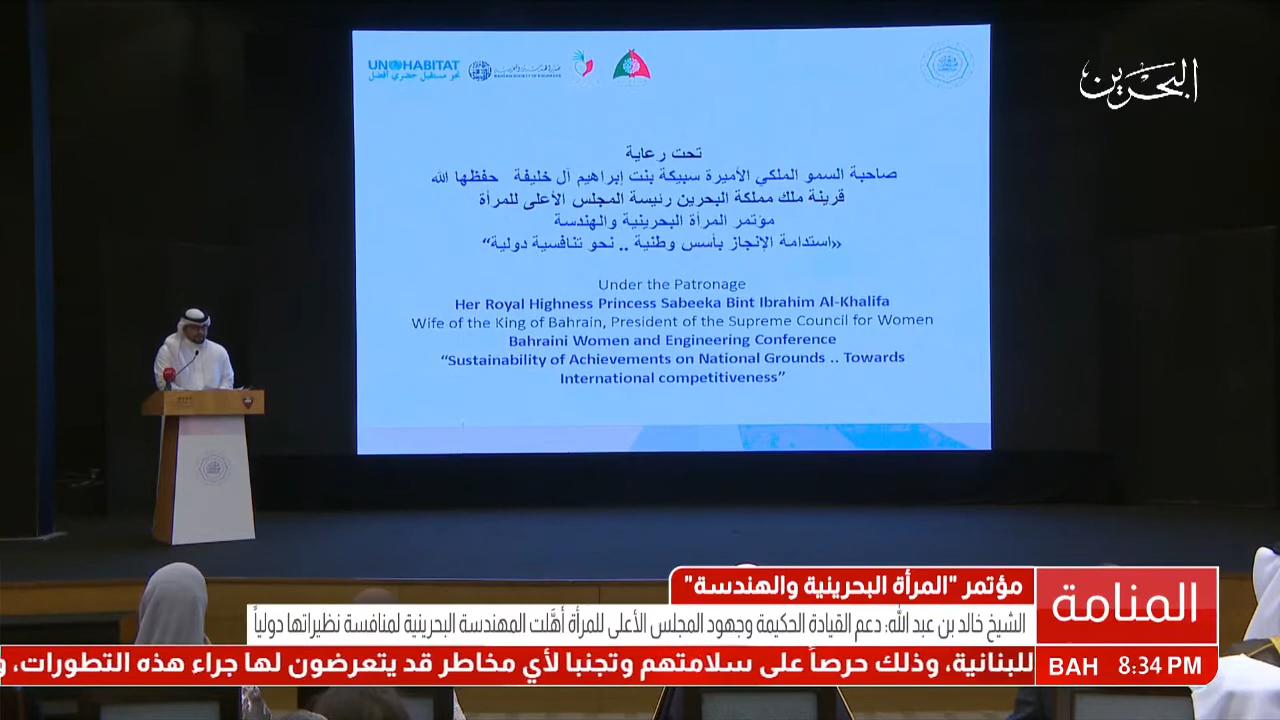 UN HABITAT
نحو مستقبل حضري أفضل
BAHRAIN SOCIETY OF ENGINEERS
البحرين
تحت رعاية
صاحبة السمو الملكي الأميرة سبيكة بنت إبراهيم آل خليفة حفظها الله
قرينة ملك مملكة البحرين رئيسة المجلس الأعلى للمرأة
مؤتمر المرأة البحرينية والهندسة
«استدامة الإنجاز بأسس وطنية .. نحو تنافسية دولية“
Under the Patronage
Her Royal Highness Princess Sabeeka Bint Ibrahim Al-Khalifa
Wife of the King of Bahrain, President of the Supreme Council for Women
Bahraini Women and Engineering Conference
“Sustainability of Achievements on National Grounds .. Towards
International competitiveness”
مؤتمر "المرأة البحرينية والهندسة"
المنامة
الشيخ خالد بن عبد الله: دعم القيادة الحكيمة وجهود المجلس الأعلى للمرأة أهَّلت المهندسة البحرينية لمنافسة نظيراتها دولياً
للبنانية، وذلك حرصاً على سلامتهم وتجنبا لأي مخاطر قد يتعرضون لها جراء هذه التطورات، و
BAH 8:34 PM